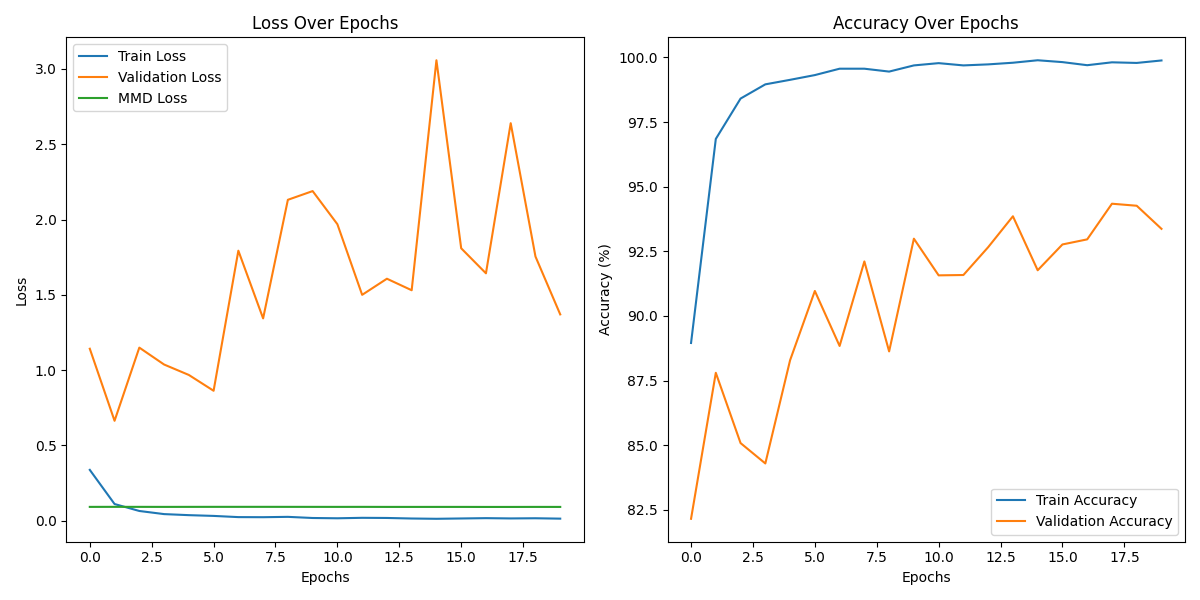 Loss Over Epochs
Train Loss
Validation Loss
MMD Loss
3.0
2.5
2.0
1.5
1.0
0.5
0.0
Loss
0.0 2.5 5.0 7.5 10.0 12.5 15.0 17.5
Epochs
Accuracy Over Epochs
100.0
97.5
95.0
92.5
90.0
87.5
85.0
82.5
Accuracy (%)
Train Accuracy
Validation Accuracy
0.0 2.5 5.0 7.5 10.0 12.5 15.0 17.5
Epochs